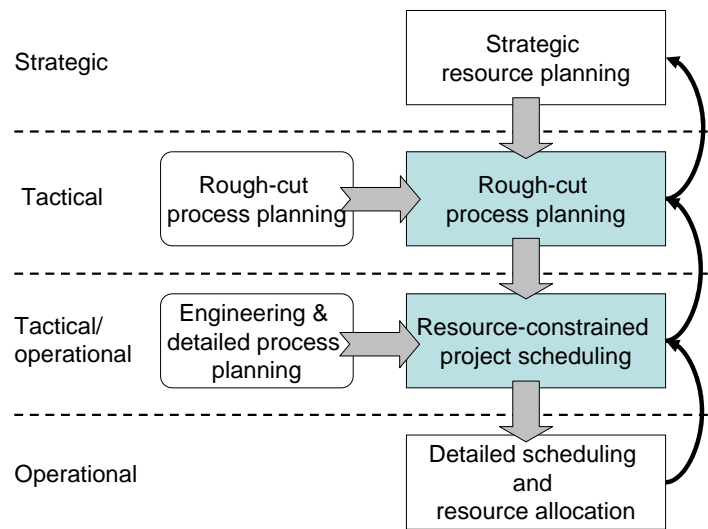 Strategic
Strategic
resource planning
Tactical
Rough-cut
process planning
Rough-cut
process planning
Tactical/
operational
Engineering &
detailed process
planning
Resource-constrained
project scheduling
Operational
Detailed scheduling
and
resource allocation